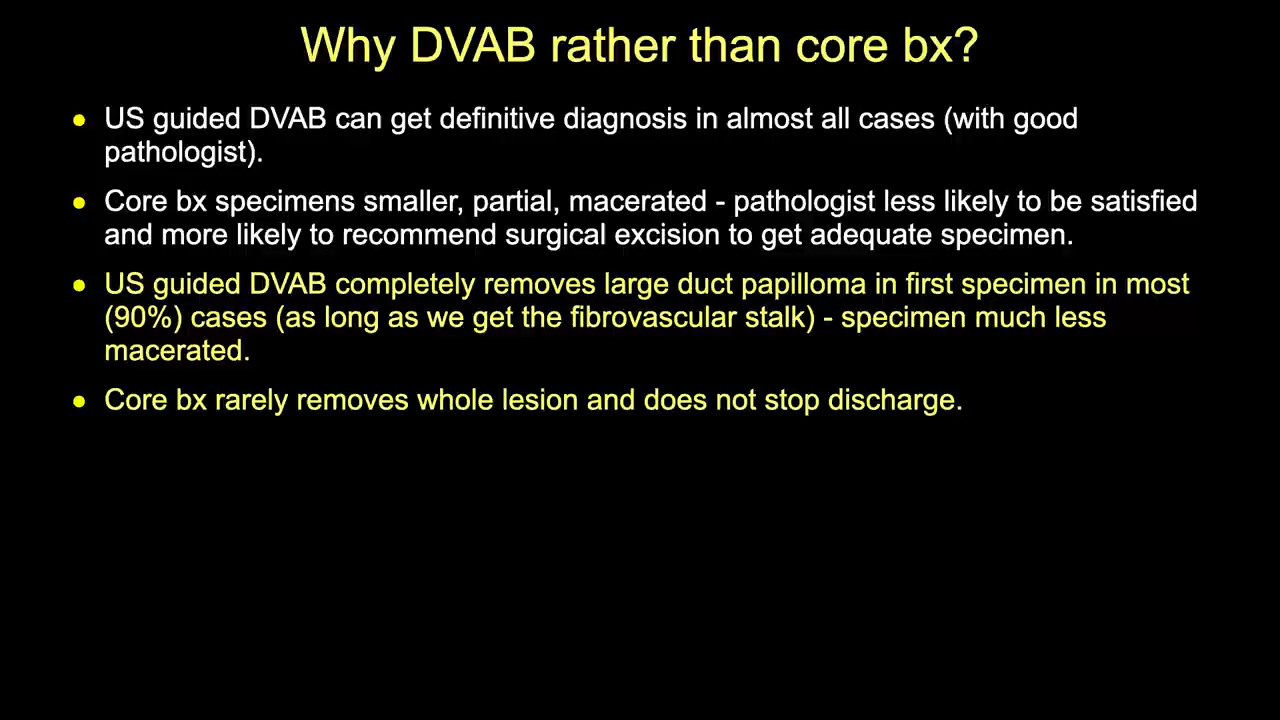 Why DVAB rather than core bx?
● US guided DVAB can get definitive diagnosis in almost all cases (with good
pathologist).
● Core bx specimens smaller, partial, macerated - pathologist less likely to be satisfied
and more likely to recommend surgical excision to get adequate specimen.
● US guided DVAB completely removes large duct papilloma in first specimen in most
(90%) cases (as long as we get the fibrovascular stalk) - specimen much less
macerated.
● Core bx rarely removes whole lesion and does not stop discharge.